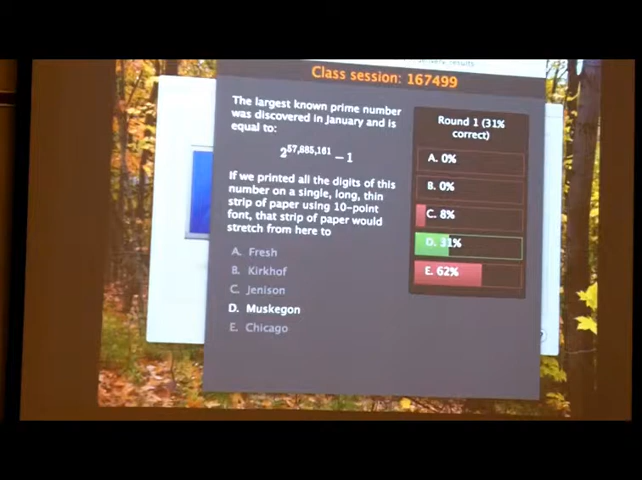 Class session: 167499
The largest known prime number
was discovered in January and is
equal to:
2^57,885,161 − 1
If we printed all the digits of this
number on a single, long, thin
strip of paper using 10-point
font, that strip of paper would
stretch from here to
A. Fresh
B. Kirkhof
C. Jenison
D. Muskegon
E. Chicago
Round 1 (31%
correct)
A. 0%
B. 0%
C. 8%
D. 31%
E. 62%